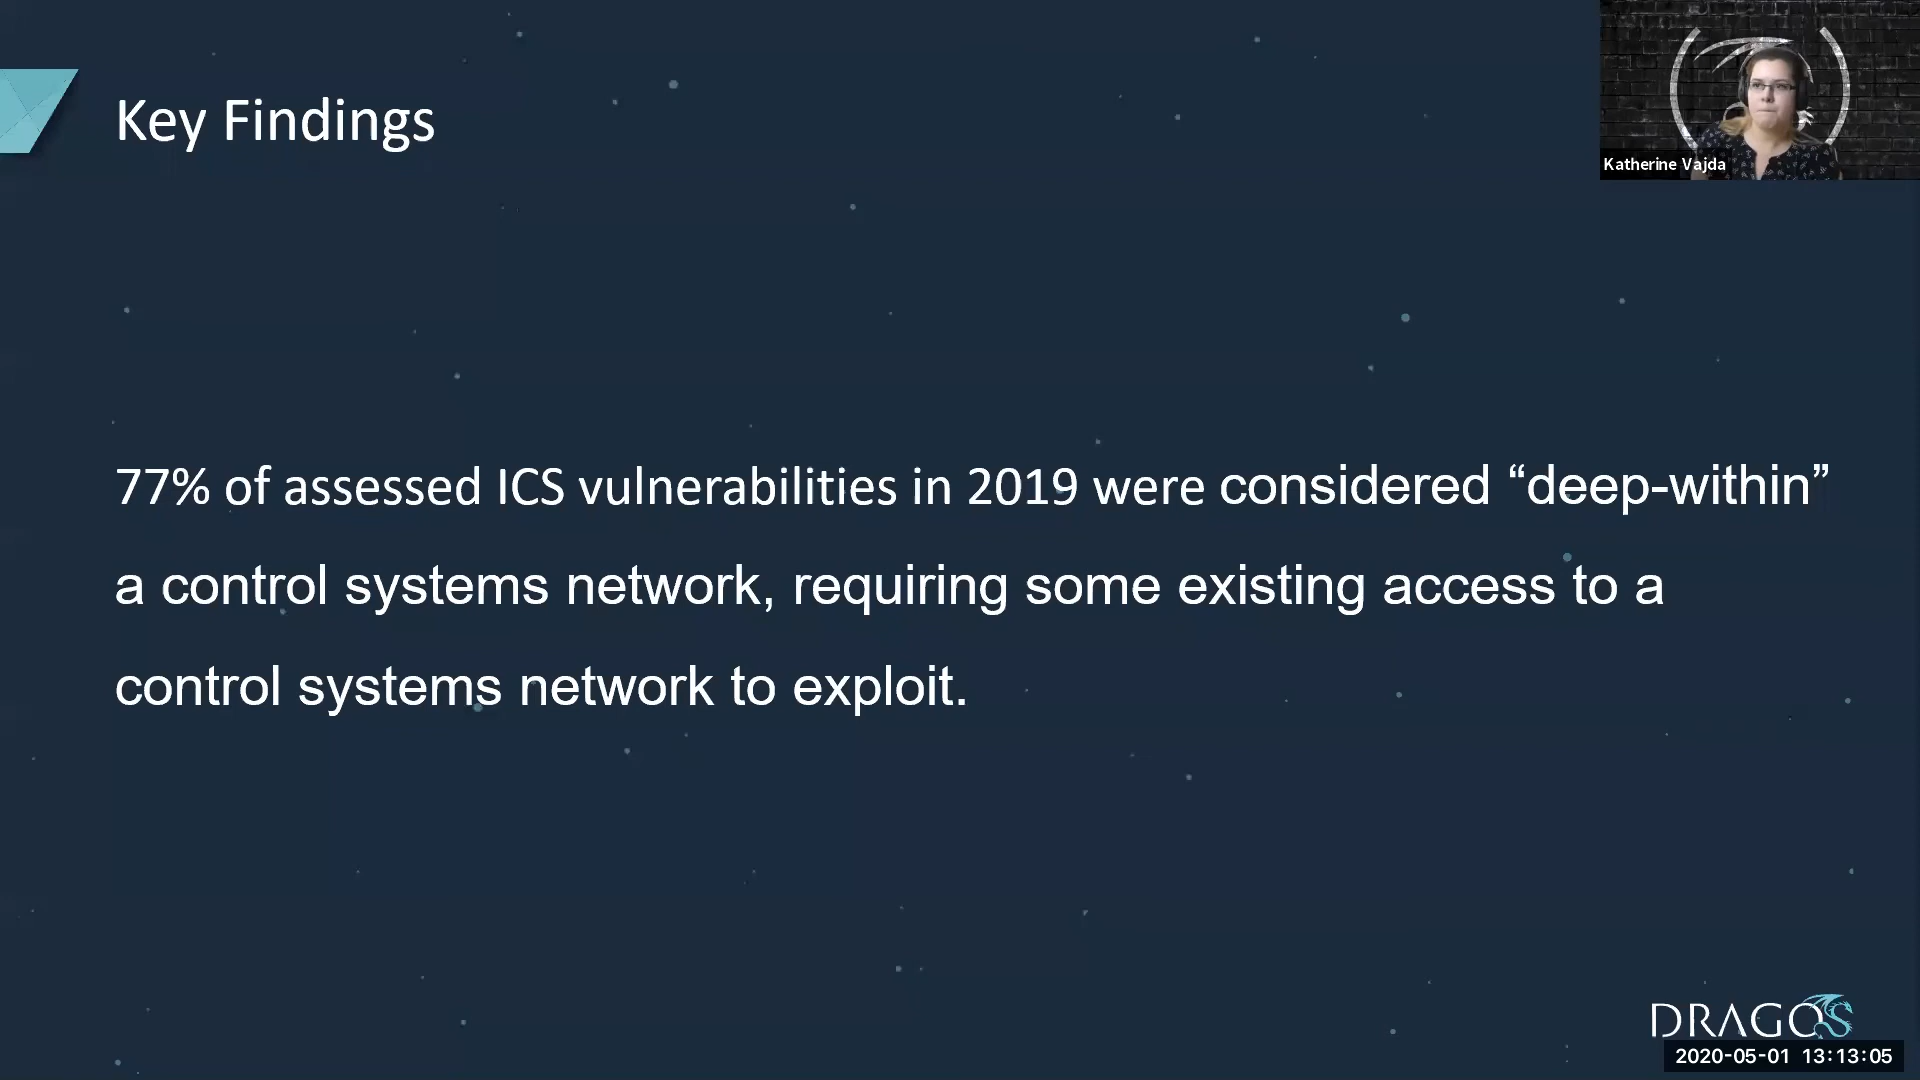 Key Findings
Katherine Vajda
77% of assessed ICS vulnerabilities in 2019 were considered “deep-within”
a control systems network, requiring some existing access to a
control systems network to exploit.
DRAGOS
2020-05-01 13:13:05